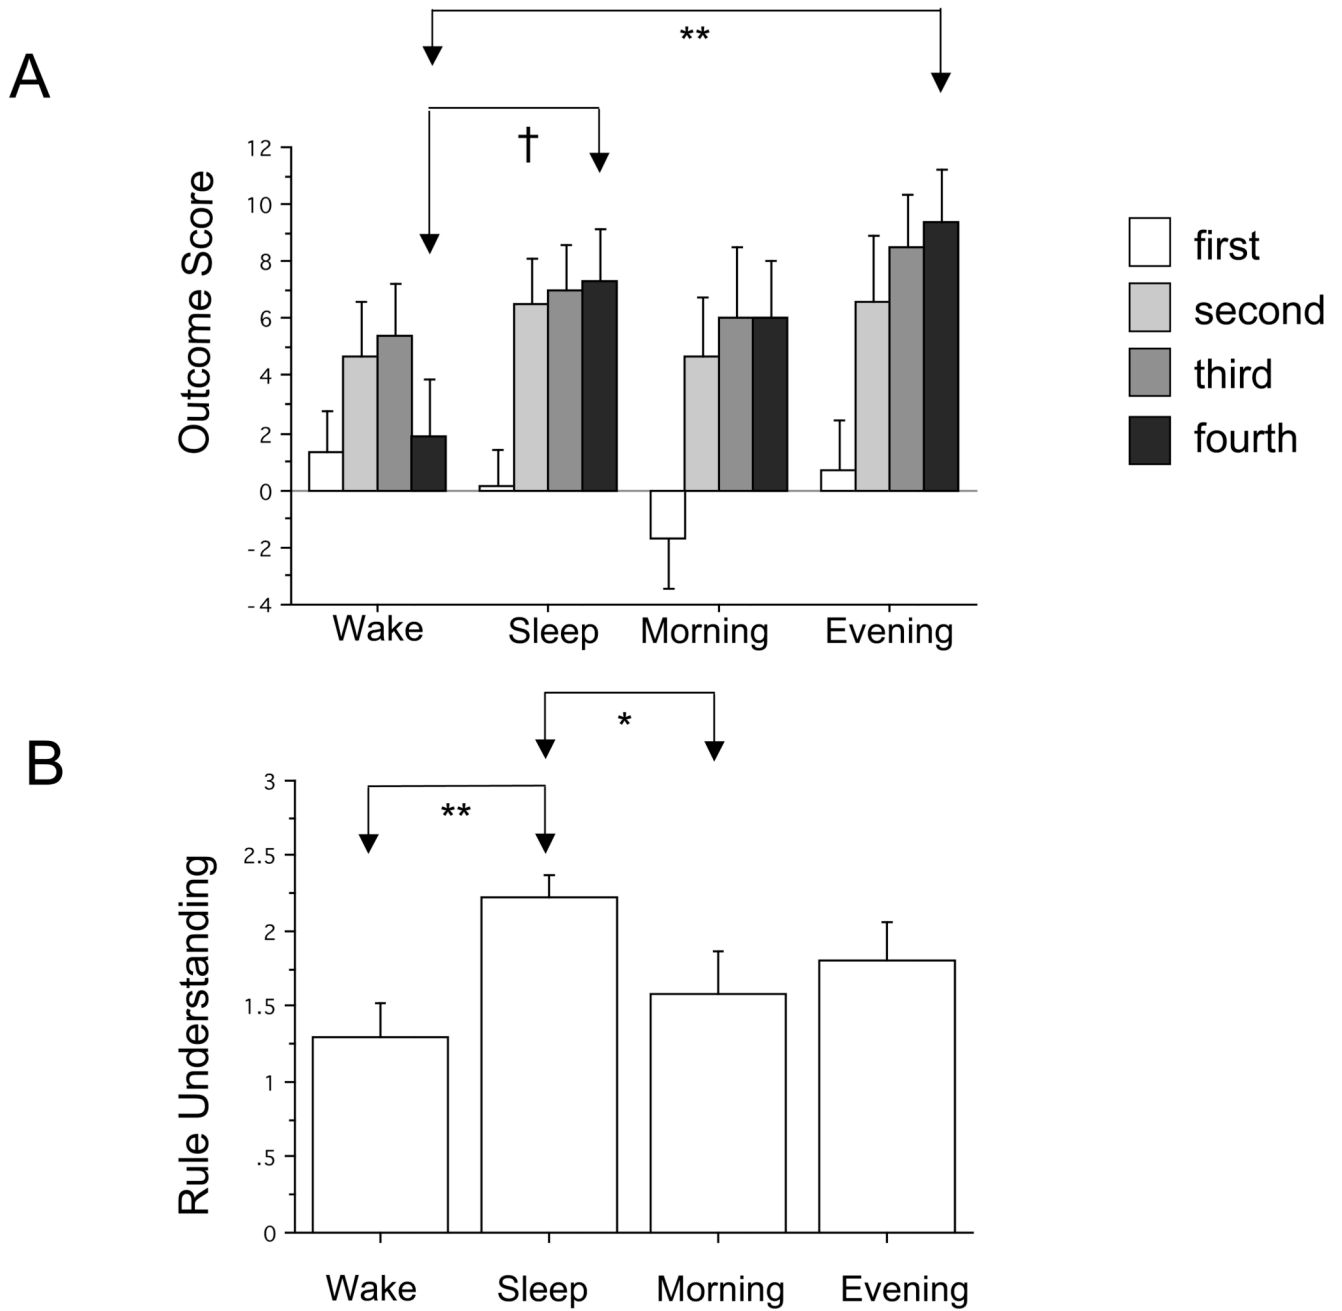 A
**
†
Outcome Score
12
10
8
6
4
2
0
-2
-4
Wake Sleep Morning Evening
first
second
third
fourth
B
*
**
Rule Understanding
3
2.5
2
1.5
1
.5
0
Wake Sleep Morning Evening